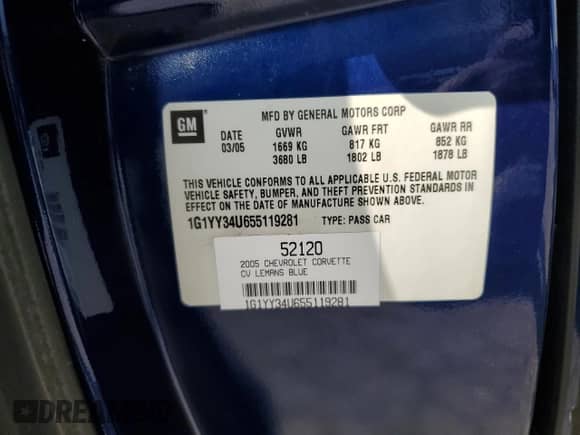 GM
MFD BY GENERAL MOTORS CORP
DATE GVWR GAWR FRT GAWR RR
03/05 1669 KG 817 KG 852 KG
3680 LB 1802 LB 1878 LB
THIS VEHICLE CONFORMS TO ALL APPLICABLE U.S. FEDERAL MOTOR
VEHICLE SAFETY, BUMPER, AND THEFT PREVENTION STANDARDS IN
EFFECT ON THE DATE OF MANUFACTURE SHOWN ABOVE.
1G1YY34U655119281 TYPE: PASS CAR
52120
2005 CHEVROLET CORVETTE
CV LEMANS BLUE
1G1YY34U655119281